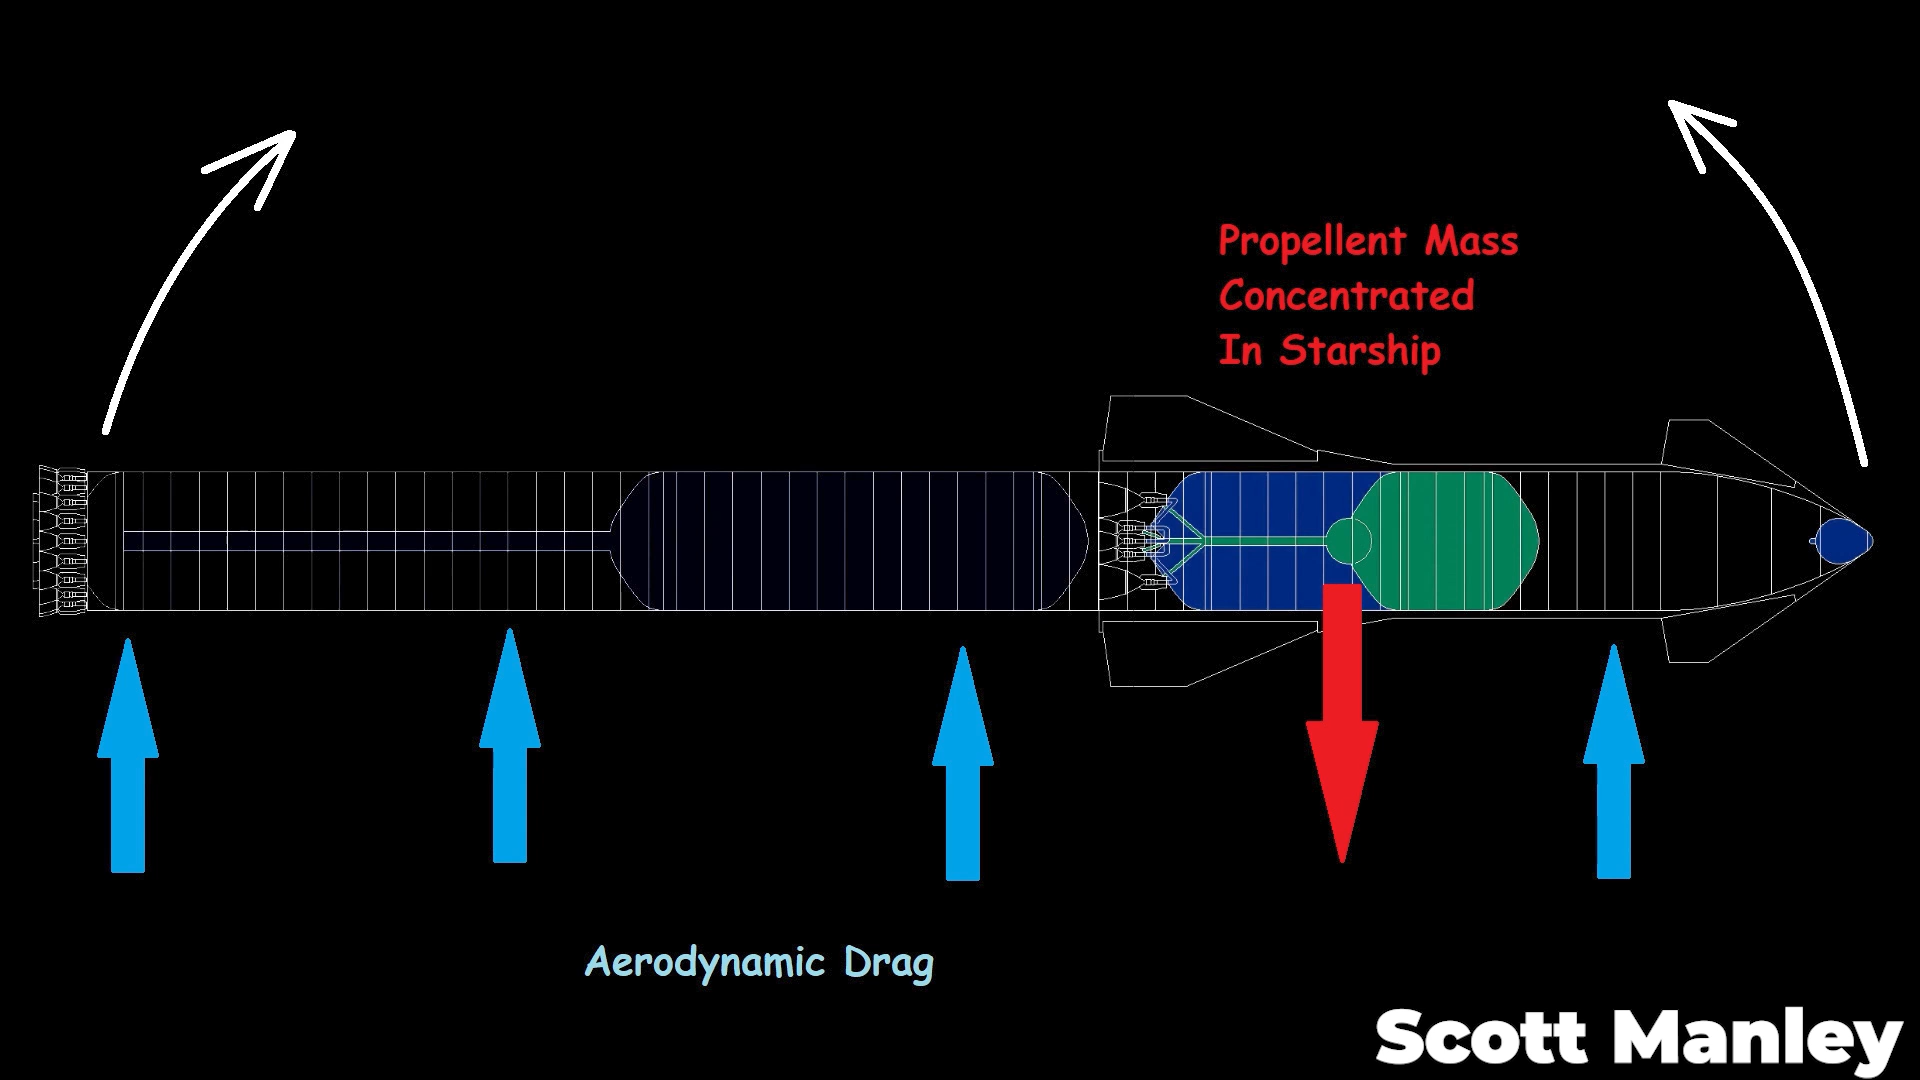 Propellent Mass
Concentrated
In Starship
Aerodynamic Drag
Scott Manley